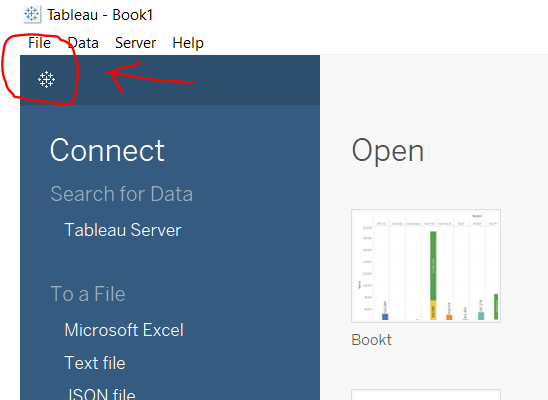 Tableau - Book1
File Data Server Help
Connect
Open
Search for Data
Tableau Server
To a File
Microsoft Excel
Text file
JSON file
Bookt